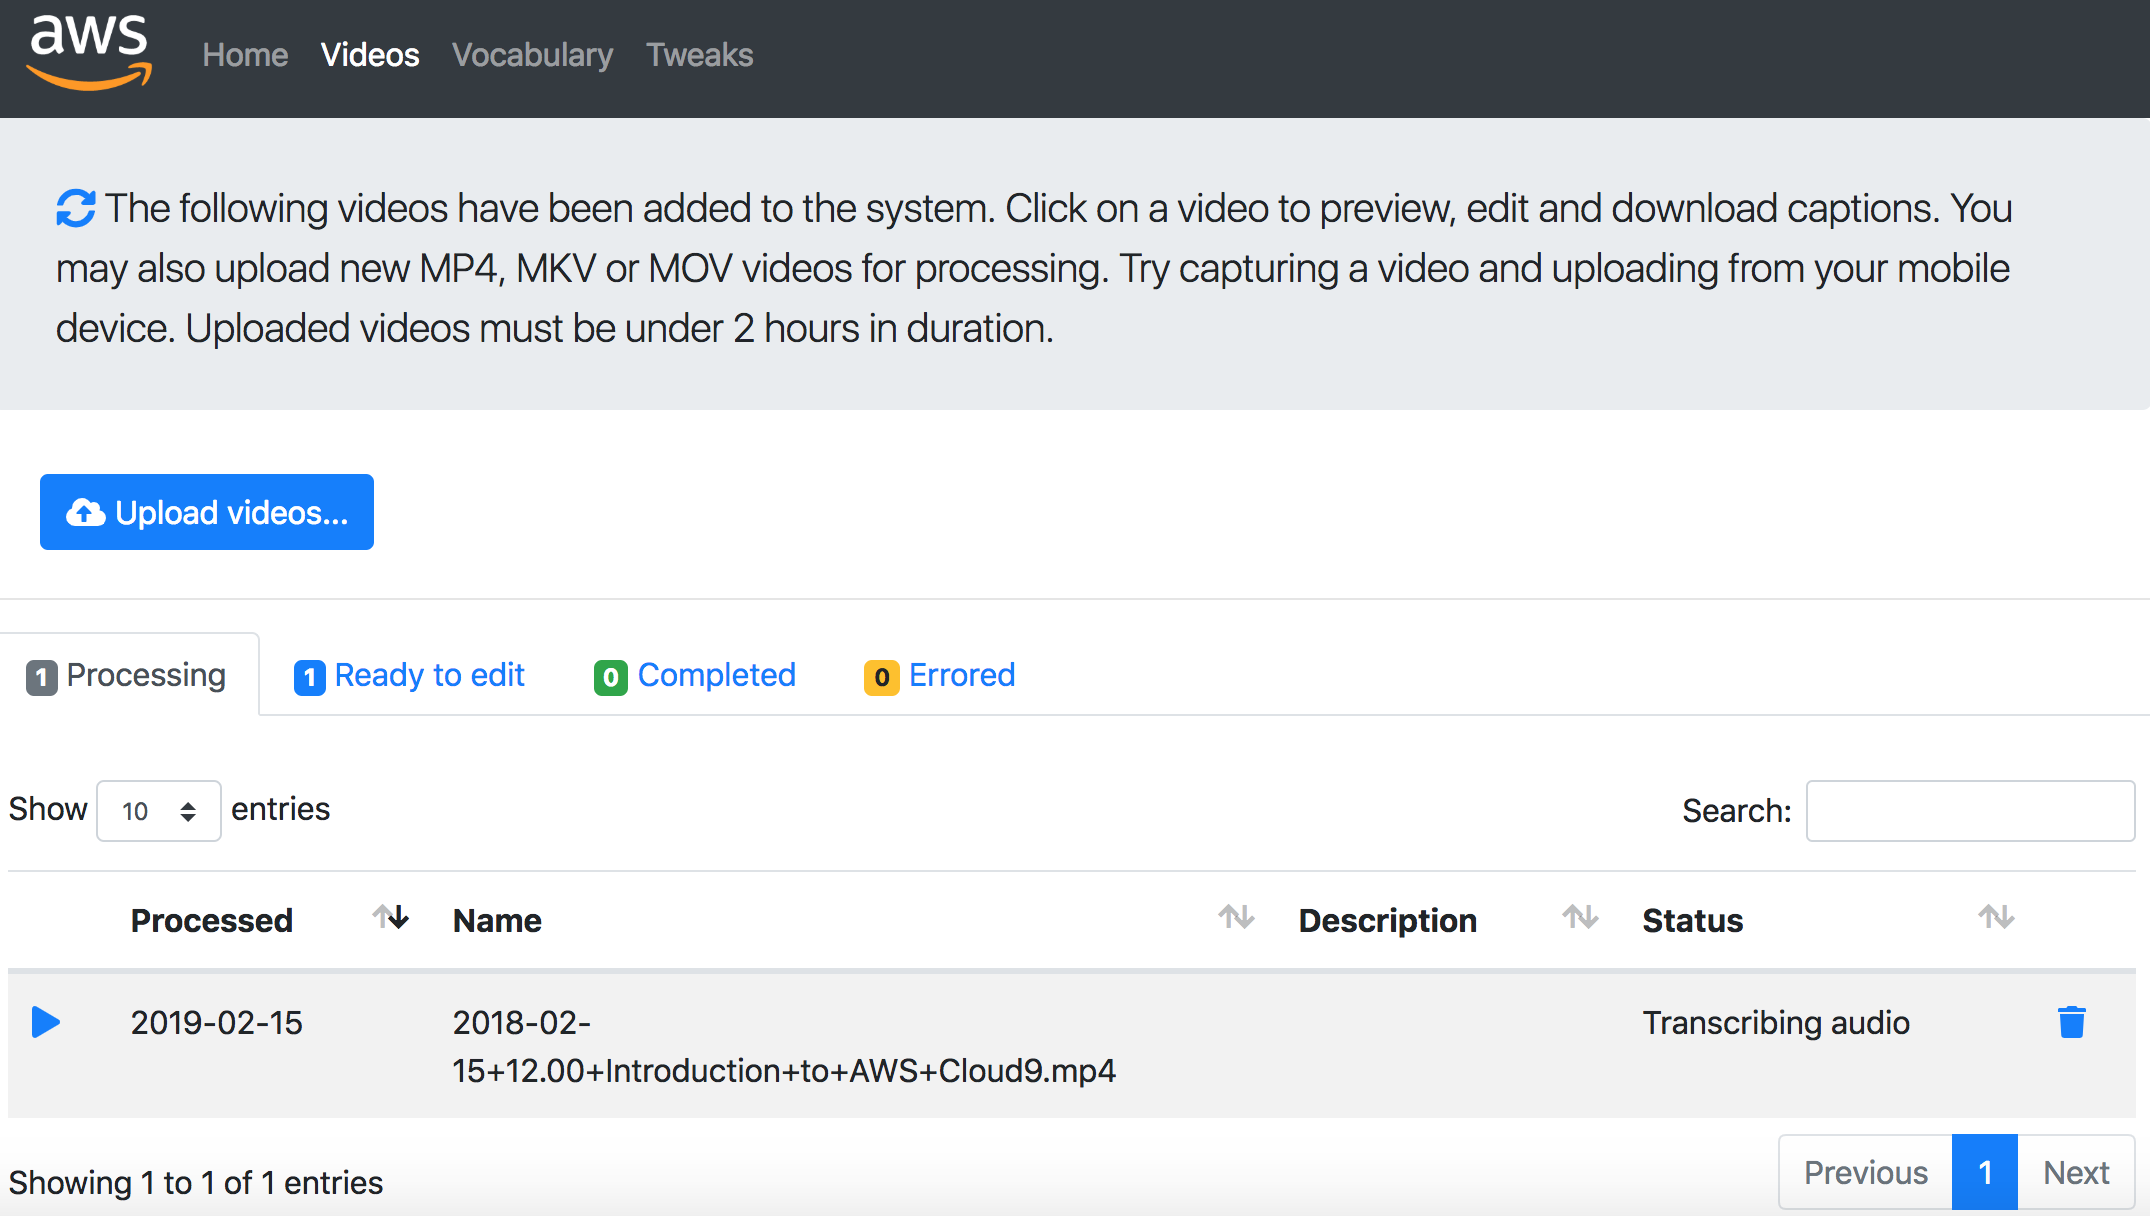 aws
Home Videos Vocabulary Tweaks
The following videos have been added to the system. Click on a video to preview, edit and download captions. You
may also upload new MP4, MKV or MOV videos for processing. Try capturing a video and uploading from your mobile
device. Uploaded videos must be under 2 hours in duration.
Upload videos...
1 Processing 1 Ready to edit 0 Completed 0 Errored
Show 10 entries Search:
Processed Name Description Status
2019-02-15 2018-02- Transcribing audio
15+12.00+Introduction+to+AWS+Cloud9.mp4
Showing 1 to 1 of 1 entries Previous 1 Next